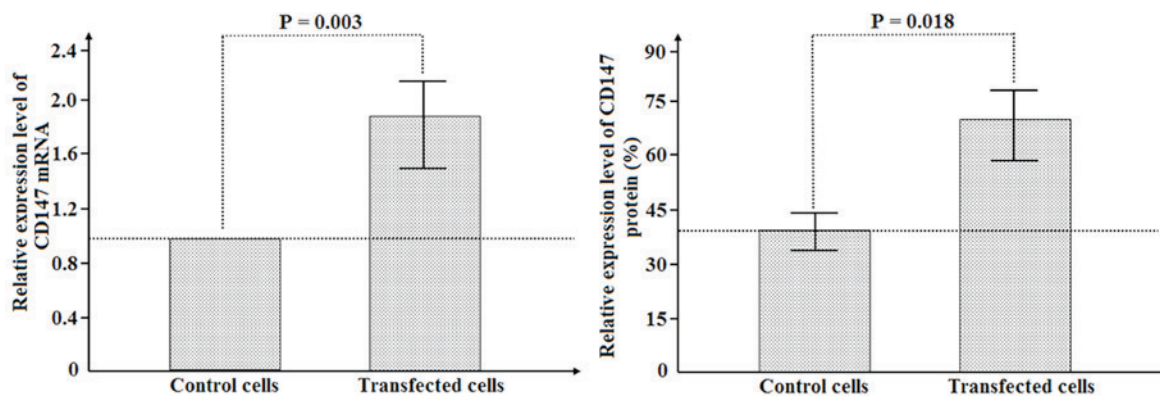 P = 0.003
Relative expression level of
CD147 mRNA
2.4
2.0
1.6
1.2
0.8
0.4
0
Control cells
Transfected cells
P = 0.018
Relative expression level of CD147
protein (%)
90
75
60
45
30
15
0
Control cells
Transfected cells